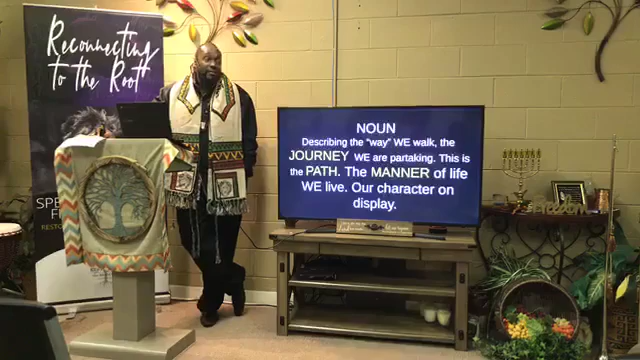 Reconnecting
to the Root
NOUN
Describing the "way" WE walk, the
JOURNEY WE are partaking. This is
the PATH. The MANNER of life
WE live. Our character on
display.